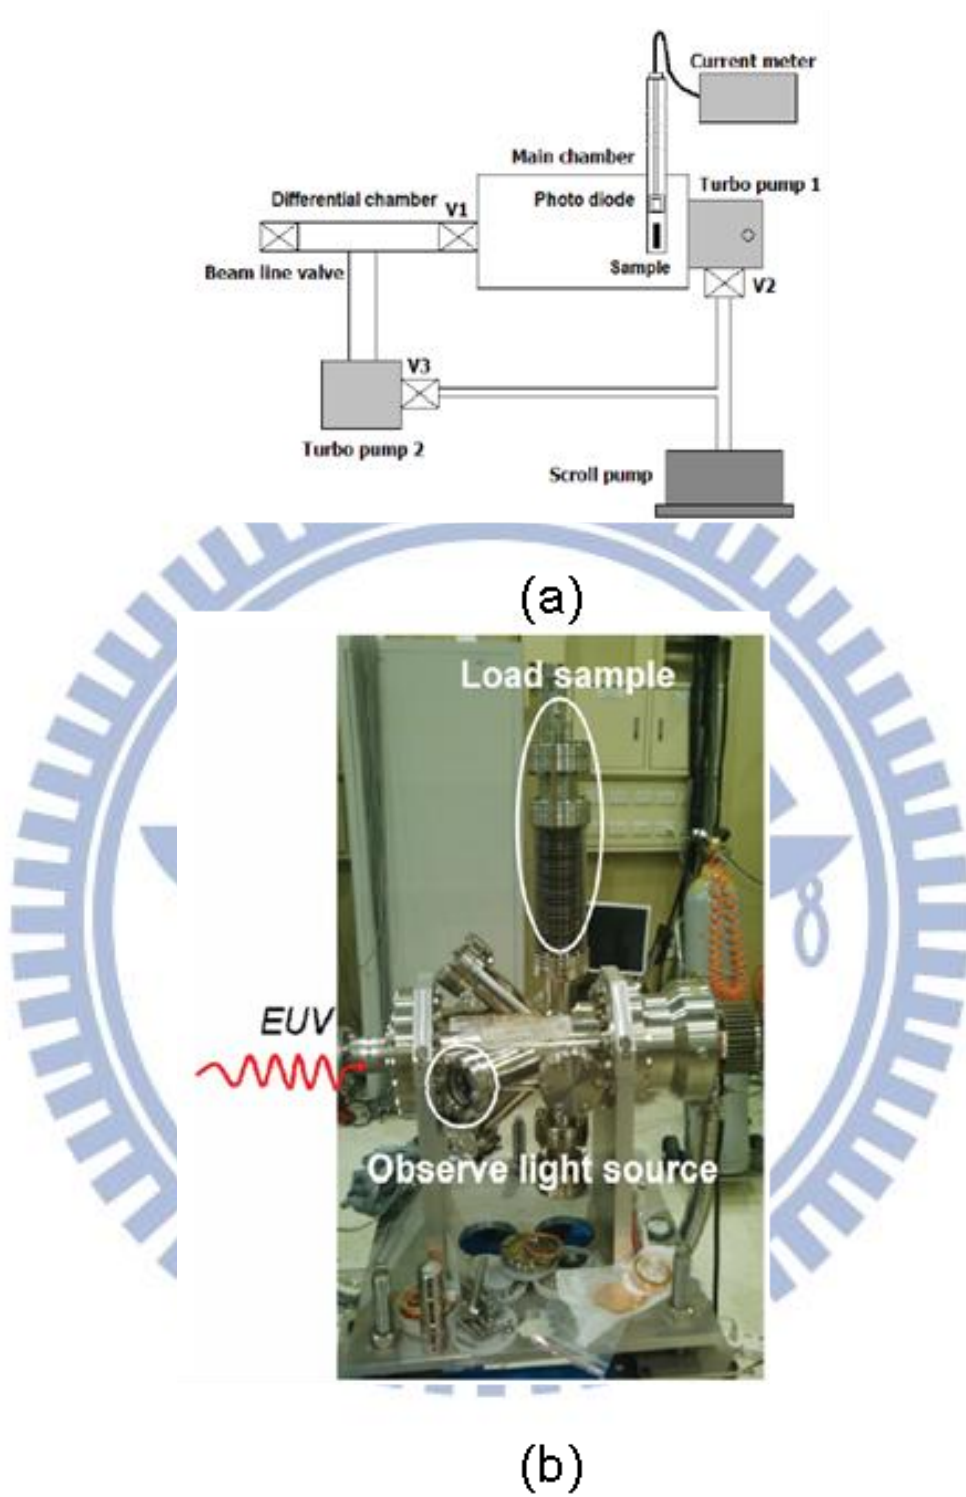 Current meter
Main chamber
Turbo pump 1
Differential chamber
V1
Photo diode
Beam line valve
Sample
V2
V3
Turbo pump 2
Scroll pump
(a)
Load sample
EUV
Observe light source
(b)